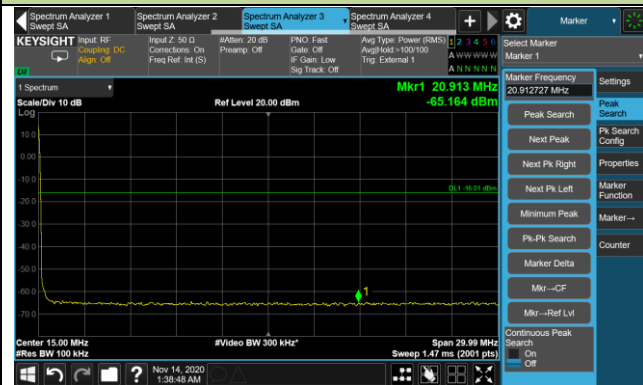 Spectrum Analyzer 1
Swept SA
Spectrum Analyzer 2
Swept SA
Spectrum Analyzer 3
Swept SA
Spectrum Analyzer 4
Swept SA
+
Marker
KEYSIGHT
Input: RF
Coupling: DC
Align: Off
Input Z: 50 Ω
Corrections: On
Freq Ref: Int (S)
#Atten: 20 dB
Preamp: Off
PNO: Fast
Gate: Off
IF Gain: Low
Sig Track: Off
Avg Type: Power (RMS)
Avg|Hold:>100/100
Trig: External 1
1 2 3 4 5 6
A W W W W W
A N N N N N
LW
Select Marker
Marker 1
1 Spectrum
Scale/Div 10 dB
Log
Ref Level 20.00 dBm
Mkr1 20.913 MHz
-65.164 dBm
10.0
0.00
-10.0
-20.0
-30.0
-40.0
-50.0
-60.0
-70.0
DL1 -16.01 dBm
1
Center 15.00 MHz
#Res BW 100 kHz
#Video BW 300 kHz*
Span 29.99 MHz
Sweep 1.47 ms (2001 pts)
Marker Frequency
20.912727 MHz
Peak Search
Next Peak
Next Pk Right
Next Pk Left
Minimum Peak
Pk-Pk Search
Marker Delta
Mkr→CF
Mkr→Ref Lvl
Continuous Peak
Search
On
Off
Settings
Peak
Search
Pk Search
Config
Properties
Marker
Function
Marker→
Counter
?
Nov 14, 2020
1:38:48 AM